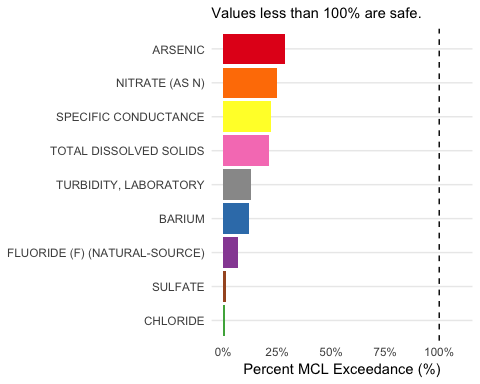 Values less than 100% are safe.
ARSENIC
NITRATE (AS N)
SPECIFIC CONDUCTANCE
TOTAL DISSOLVED SOLIDS
TURBIDITY, LABORATORY
BARIUM
FLUORIDE (F) (NATURAL-SOURCE)
SULFATE
CHLORIDE
0% 25% 50% 75% 100%
Percent MCL Exceedance (%)